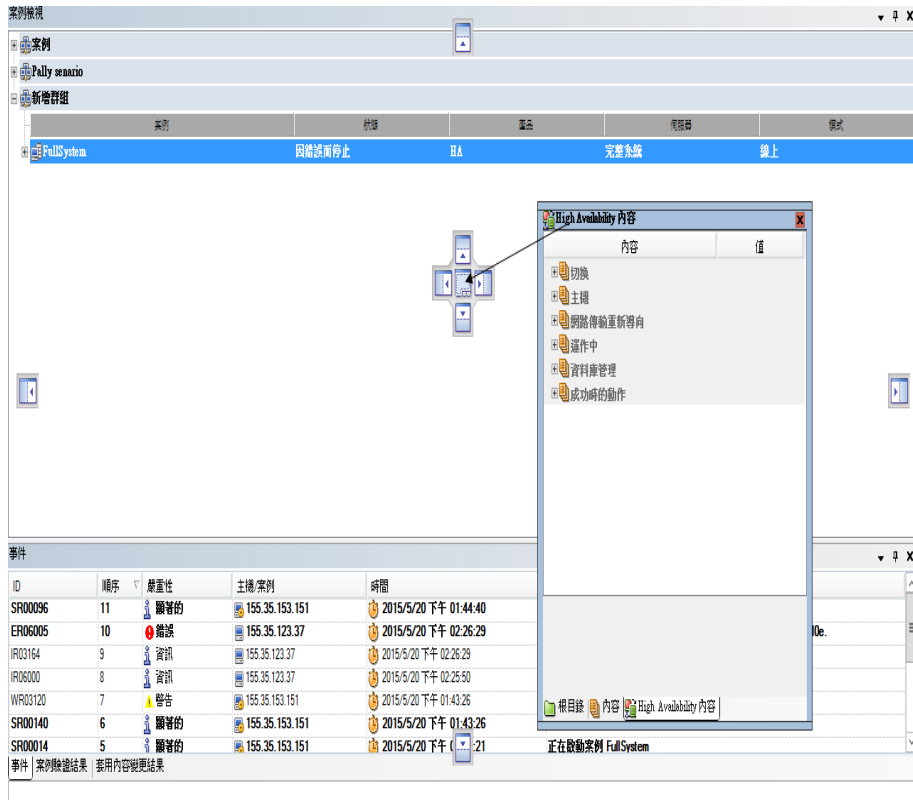 案例檢視
案例
Pally senario
新增群組
案例 狀態 產品 伺服器 模式
FullSystem 因錯誤而停止 HA 完整系統 線上
High Availability 內容
內容 值
切換
主機
網路傳輸重新導向
運作中
資料庫管理
成功時的動作
根目錄 內容 High Availability 內容
事件
ID 順序 嚴重性 主機/案例 時間
SR00096 11 顯著的 155.35.153.151 2015/5/20 下午 01:44:40
ER06005 10 錯誤 155.35.123.37 2015/5/20 下午 02:26:29
IR03164 9 資訊 155.35.123.37 2015/5/20 下午 02:26:29
IR06000 8 資訊 155.35.123.37 2015/5/20 下午 02:25:50
WR03120 7 警告 155.35.153.151 2015/5/20 下午 01:43:26
SR00140 6 顯著的 155.35.153.151 2015/5/20 下午 01:43:26
SR00014 5 顯著的 155.35.153.151 2015/5/20 下午 :21 正在啟動案例 FullSystem
事件 案例驗證結果 套用內容變更結果